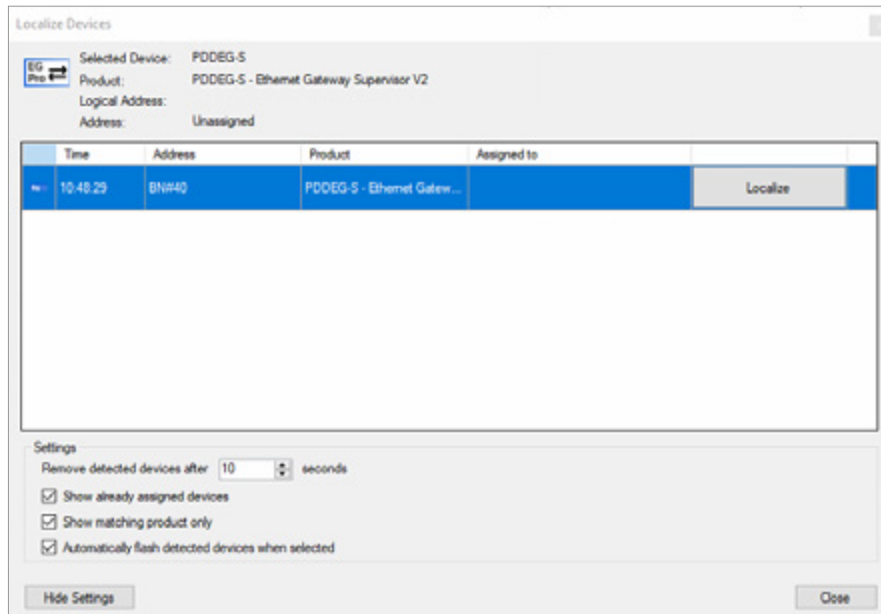 Localize Devices
EG
Pro
Selected Device: PDDEG-S
Product: PDDEG-S - Ethernet Gateway Supervisor V2
Logical Address:
Address: Unassigned
Time Address Product Assigned to
10:48:29 BN#40 PDDEG-S - Ethernet Gatew... Localize
Settings
Remove detected devices after 10 seconds
Show already assigned devices
Show matching product only
Automatically flash detected devices when selected
Hide Settings Close